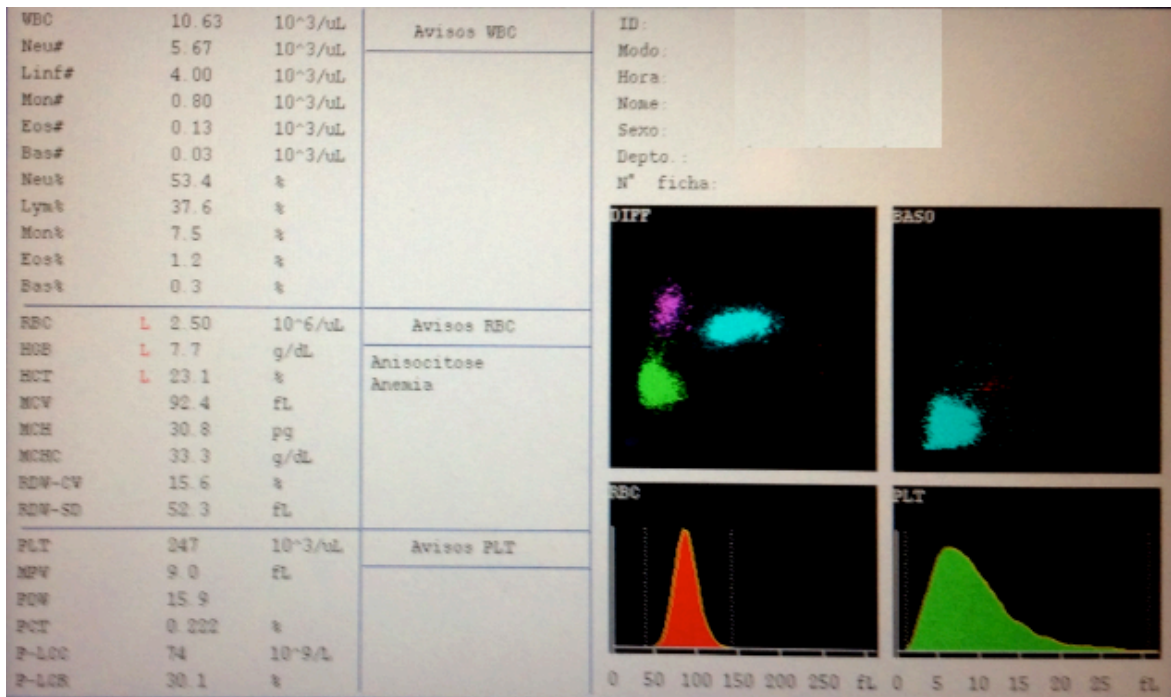 WBC 10.63 10^3/uL
Neu# 5.67 10^3/uL
Linf# 4.00 10^3/uL
Mon# 0.80 10^3/uL
Eos# 0.13 10^3/uL
Bas# 0.03 10^3/uL
Neu% 53.4 %
Lym% 37.6 %
Mon% 7.5 %
Eos% 1.2 %
Bas% 0.3 %
RBC L 2.50 10^6/uL
HGB L 7.7 g/dL
HCT L 23.1 %
MCV 92.4 fL
MCH 30.8 pg
MCHC 33.3 g/dL
RDW-CV 15.6 %
RDW-SD 52.3 fL
PLT 247 10^3/uL
MPV 9.0 fL
PDW 15.9
PCT 0.222 %
P-LCC 74 10^9/L
P-LCR 30.1 %
Avisos WBC
Avisos RBC
Anisocitose
Anemia
Avisos PLT
ID:
Modo:
Hora:
Nome:
Sexo:
Depto.:
N° ficha:
DIFF
BASO
RBC
0 50 100 150 200 250 fL
PLT
0 5 10 15 20 25 fL